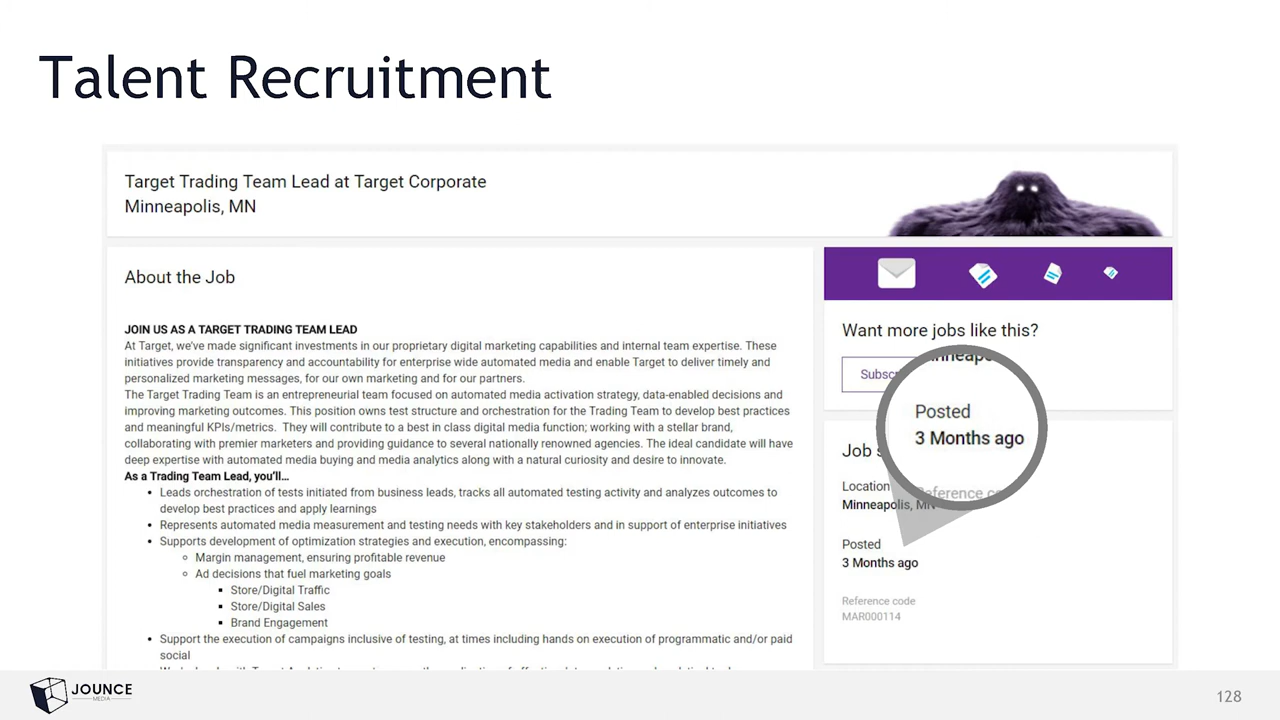 Talent Recruitment
Target Trading Team Lead at Target Corporate
Minneapolis, MN
About the Job
JOIN US AS A TARGET TRADING TEAM LEAD
At Target, we've made significant investments in our proprietary digital marketing capabilities and internal team expertise. These
initiatives provide transparency and accountability for enterprise wide automated media and enable Target to deliver timely and
personalized marketing messages, for our own marketing and for our partners.
The Target Trading Team is an entrepreneurial team focused on automated media activation strategy, data-enabled decisions and
improving marketing outcomes. This position owns test structure and orchestration for the Trading Team to develop best practices
and meaningful KPIs/metrics. They will contribute to a best in class digital media function; working with a stellar brand,
collaborating with premier marketers and providing guidance to several nationally renowned agencies. The ideal candidate will have
deep expertise with automated media buying and media analytics along with a natural curiosity and desire to innovate.
As a Trading Team Lead, you'll...
• Leads orchestration of tests initiated from business leads, tracks all automated testing activity and analyzes outcomes to
develop best practices and apply learnings
• Represents automated media measurement and testing needs with key stakeholders and in support of enterprise initiatives
• Supports development of optimization strategies and execution, encompassing:
Margin management, ensuring profitable revenue
Ad decisions that fuel marketing goals
Store/Digital Traffic
Store/Digital Sales
Brand Engagement
• Support the execution of campaigns inclusive of testing, at times including hands on execution of programmatic and/or paid
social
Want more jobs like this?
Posted
3 Months ago
Job
Location
Minneapolis, MN
Posted
3 Months ago
Reference code
MAR000114
JOUNCE
MEDIA
128